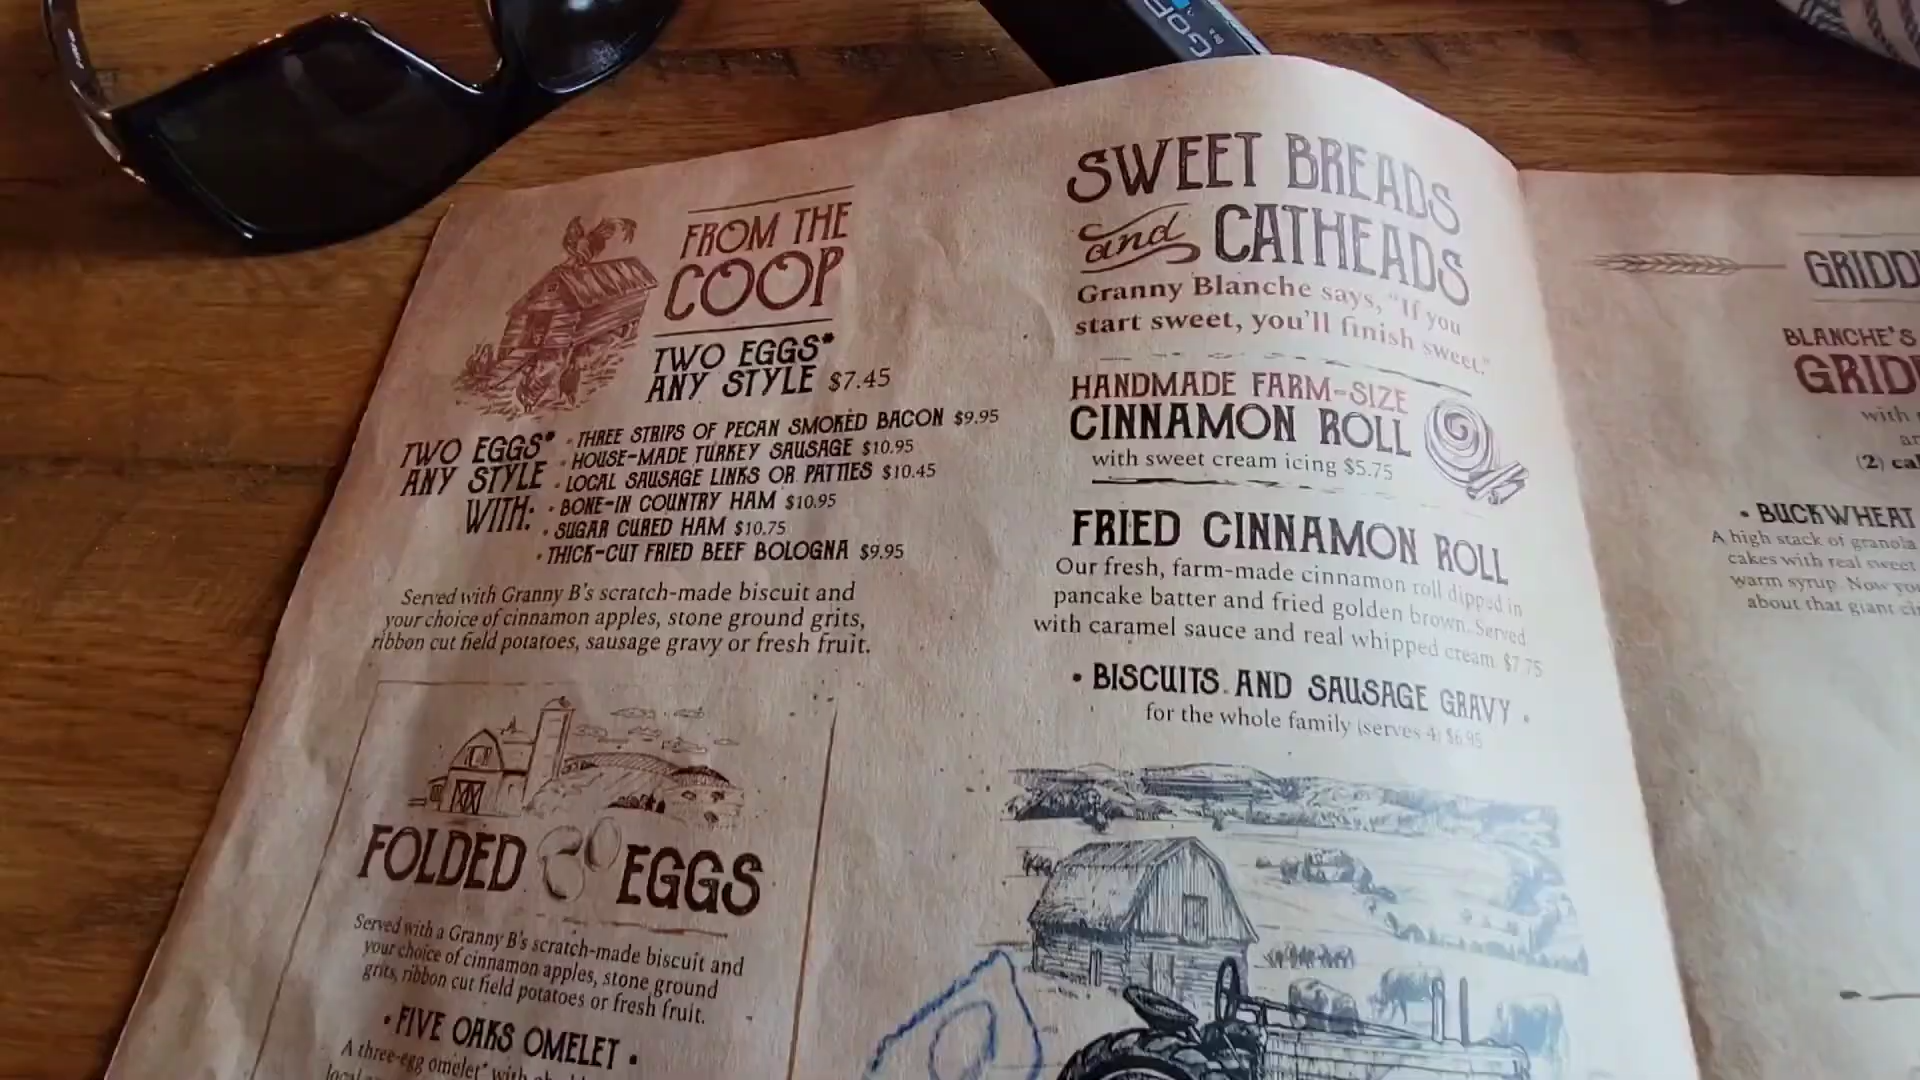 GOPR
FROM THE
COOP
TWO EGGS*
ANY STYLE $7.45
TWO EGGS*
ANY STYLE
WITH:
• THREE STRIPS OF PECAN SMOKED BACON $9.95
• HOUSE-MADE TURKEY SAUSAGE $10.95
• LOCAL SAUSAGE LINKS OR PATTIES $10.45
• BONE-IN COUNTRY HAM $10.95
• SUGAR CURED HAM $10.75
• THICK-CUT FRIED BEEF BOLOGNA $9.95
Served with Granny B's scratch-made biscuit and
your choice of cinnamon apples, stone ground grits,
ribbon cut field potatoes, sausage gravy or fresh fruit.
FOLDED EGGS
Served with a Granny B's scratch-made biscuit and
your choice of cinnamon apples, stone ground
grits, ribbon cut field potatoes or fresh fruit.
• FIVE OAKS OMELET •
A three-egg omelet* with
local
SWEET BREADS
and CATHEADS
Granny Blanche says, "If you
start sweet, you'll finish sweet."
HANDMADE FARM-SIZE
CINNAMON ROLL
with sweet cream icing $5.75
FRIED CINNAMON ROLL
Our fresh, farm-made cinnamon roll dipped in
pancake batter and fried golden brown. Served
with caramel sauce and real whipped cream $7.75
• BISCUITS AND SAUSAGE GRAVY •
for the whole family (serves 4) $6.95
GRIDD
BLANCHE'S
GRID
with
(2)
• BUCKWHEAT
A high stack of granola
cakes with real sweet
warm syrup. Now you
about that giant